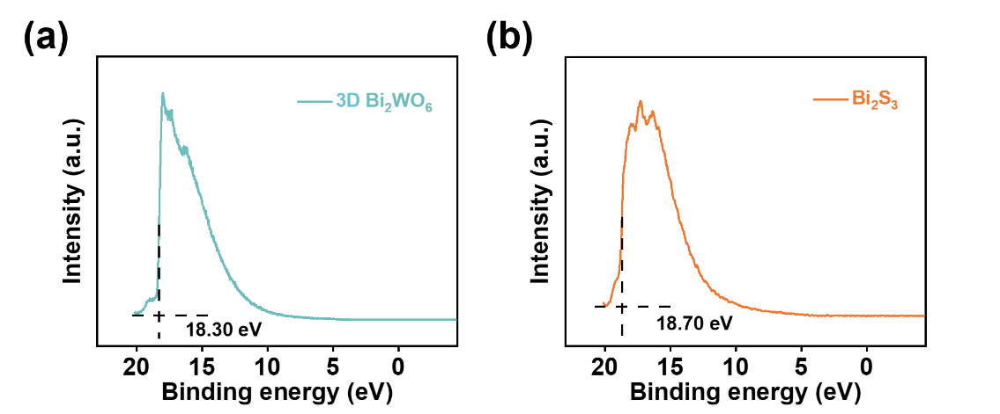 (a)
3D Bi2WO6
Intensity (a.u.)
18.30 eV
20 15 10 5 0
Binding energy (eV)
(b)
Bi2S3
Intensity (a.u.)
18.70 eV
20 15 10 5 0
Binding energy (eV)